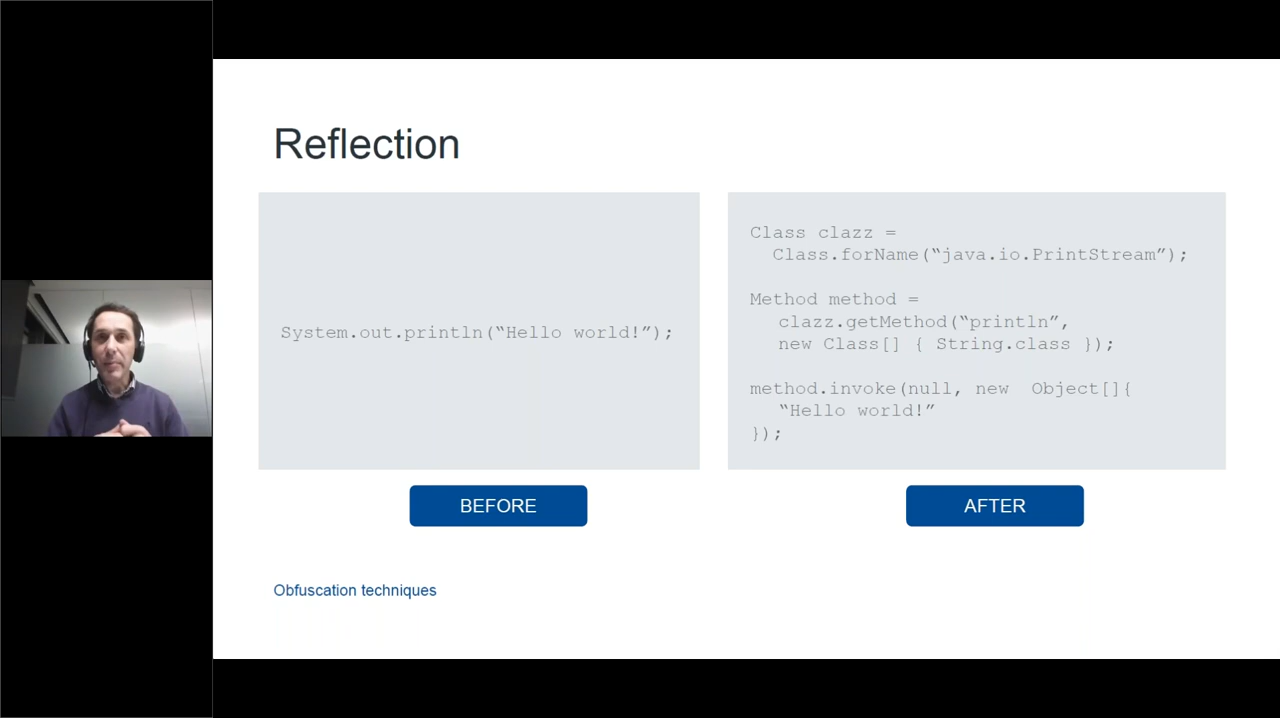 Reflection
System.out.println(“Hello world!”);
Class clazz =
Class.forName(“java.io.PrintStream”);
Method method =
clazz.getMethod(“println”,
new Class[] { String.class });
method.invoke(null, new Object[]{
“Hello world!”
});
BEFORE
AFTER
Obfuscation techniques